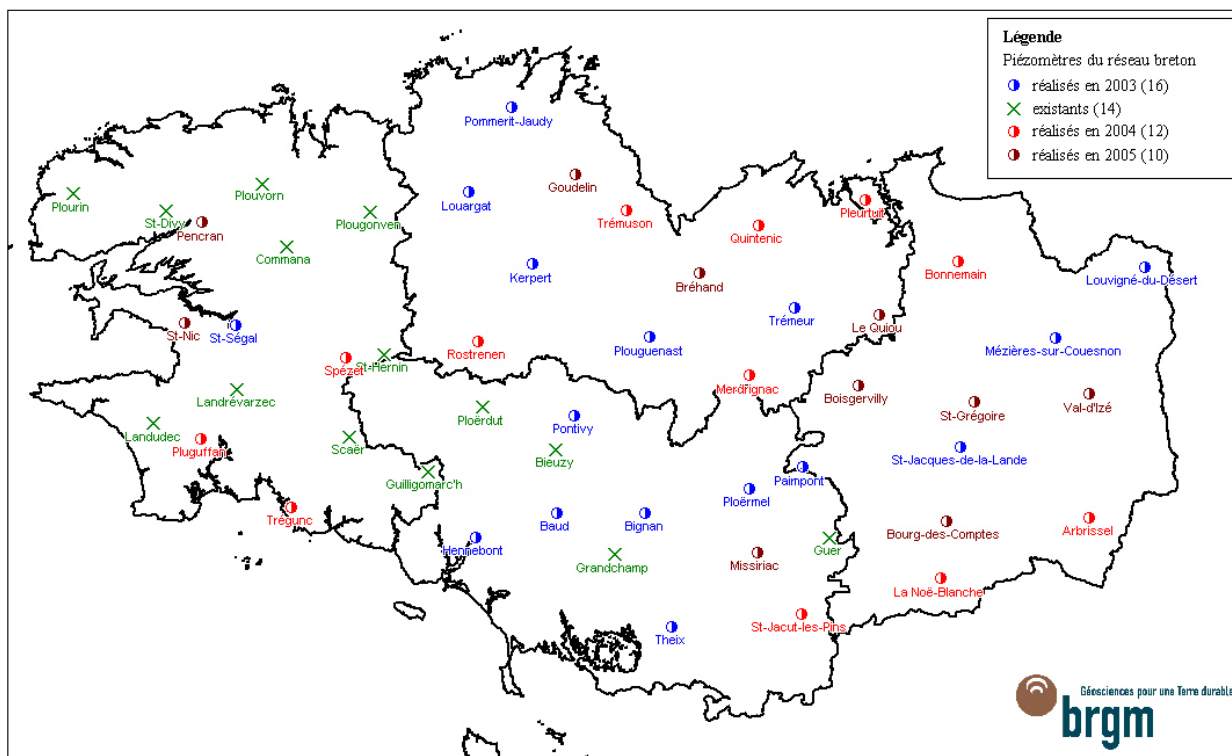 Légende
Piézomètres du réseau breton
réalisés en 2003 (16)
existants (14)
réalisés en 2004 (12)
réalisés en 2005 (10)
Pommerit-Jaudy
Goudelin
Plourin
Plouvorn
Louargat
Pleurtuit
St-Divy
Pencran
Plougonven
Trémuson
Quintenic
Commana
Kerpert
Bréhand
Bonnemain
Louvigné-du-Désert
St-Nic
St-Ségal
Trémeur
Le Quiou
Plouguenast
Mézières-sur-Couesnon
Rostrenen
St-Hernin
Spézet
Merdrignac
Landrévarzec
Ploërdut
Boisgervilly
St-Grégoire
Val-d'Izé
Landudec
Pluguffan
Scaër
Pontivy
Bieuzy
St-Jacques-de-la-Lande
Guilligomarc'h
Paimpont
Ploërmel
Trégunc
Baud
Bignan
Bourg-des-Comptes
Arbrissel
Hennebont
Guer
Grandchamp
Missiriac
La Noë-Blanche
Theix
St-Jacut-les-Pins
Géosciences pour une Terre durable
brgm